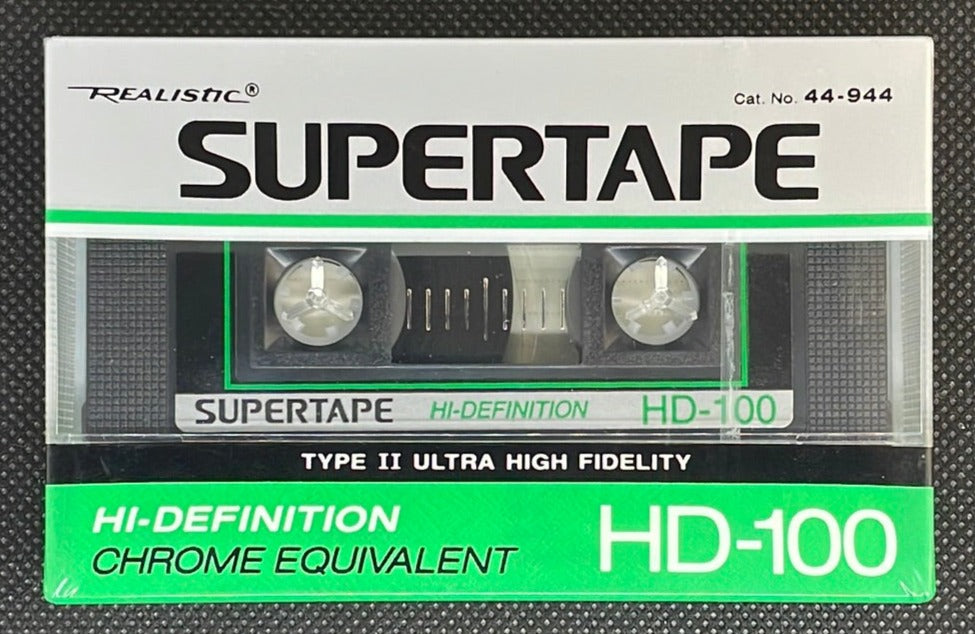 REALISTIC®
Cat. No. 44-944
SUPERTAPE
SUPERTAPE HI-DEFINITION HD-100
TYPE II ULTRA HIGH FIDELITY
HI-DEFINITION
CHROME EQUIVALENT
HD-100